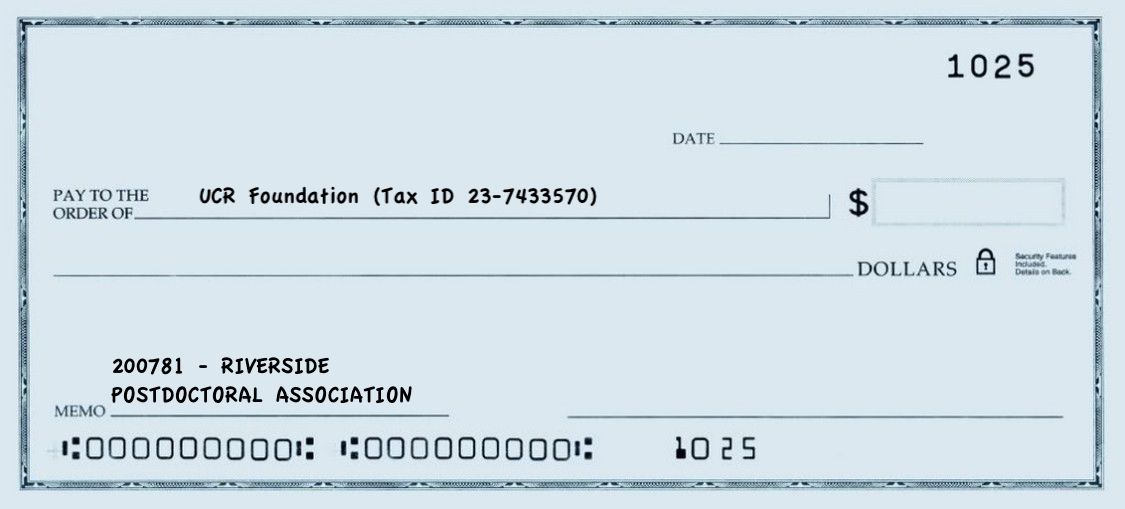 1025
DATE
PAY TO THE
ORDER OF
UCR Foundation (Tax ID 23-7433570)
$
DOLLARS
Security Features
Included.
Details on Back.
200781 - RIVERSIDE
POSTDOCTORAL ASSOCIATION
MEMO
⑆000000000⑆ ⑆000000000⑆ 1025